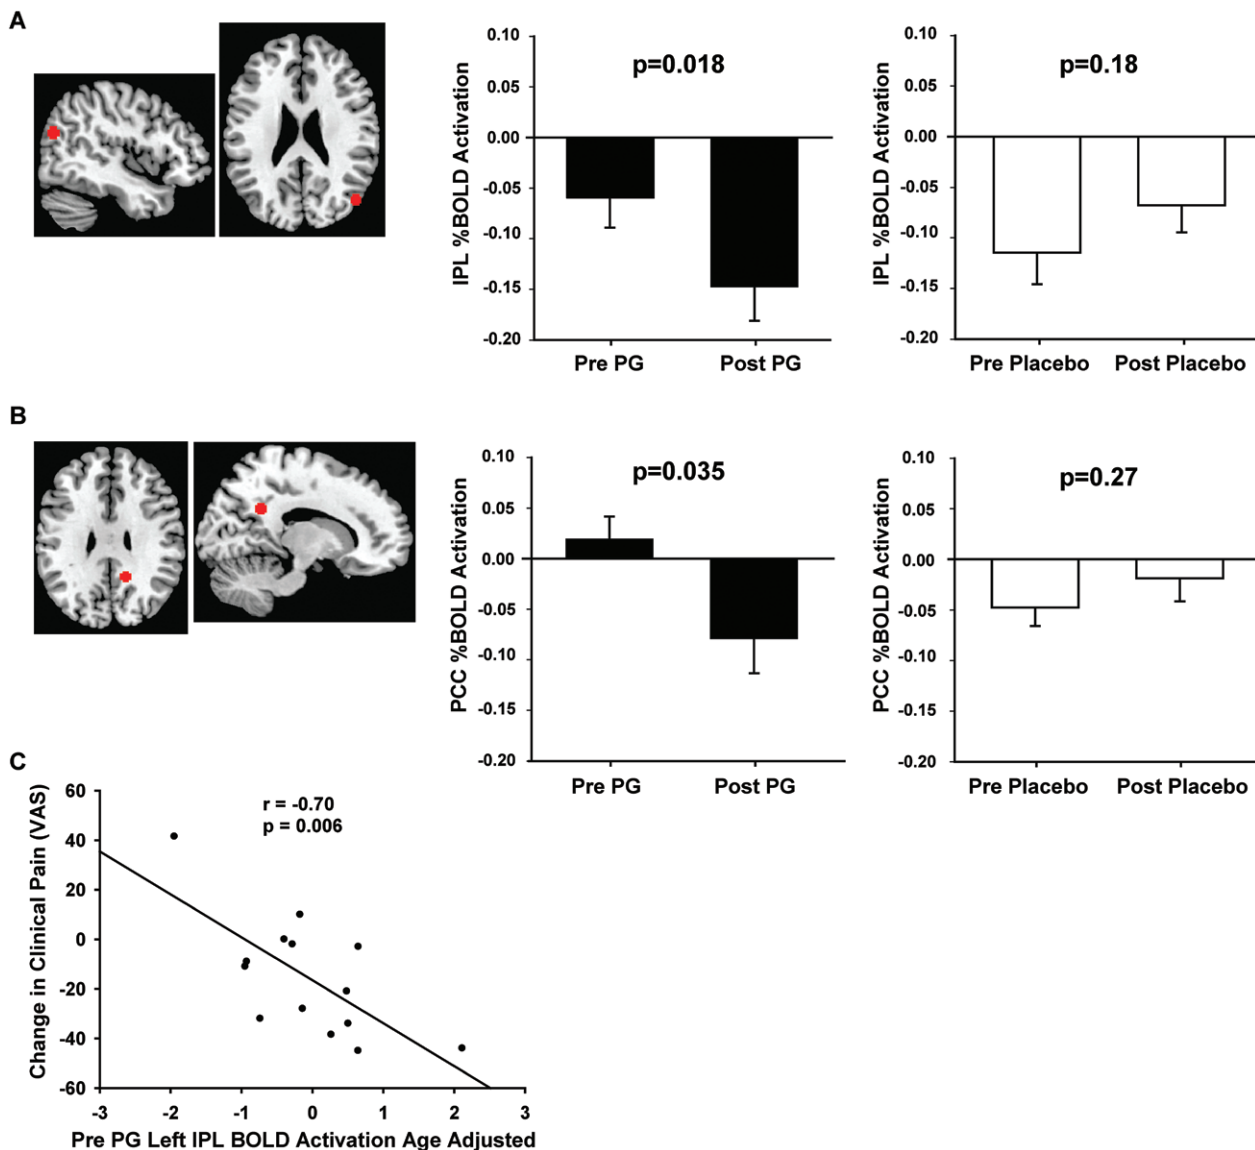 A
IPL %BOLD Activation
0.10
0.05
0.00
-0.05
-0.10
-0.15
-0.20
p=0.018
Pre PG
Post PG
IPL %BOLD Activation
0.10
0.05
0.00
-0.05
-0.10
-0.15
-0.20
p=0.18
Pre Placebo
Post Placebo
B
PCC %BOLD Activation
0.10
0.05
0.00
-0.05
-0.10
-0.15
-0.20
p=0.035
Pre PG
Post PG
PCC %BOLD Activation
0.10
0.05
0.00
-0.05
-0.10
-0.15
-0.20
p=0.27
Pre Placebo
Post Placebo
C
Change in Clinical Pain (VAS)
60
40
20
0
-20
-40
-60
r = -0.70
p = 0.006
-3 -2 -1 0 1 2 3
Pre PG Left IPL BOLD Activation Age Adjusted